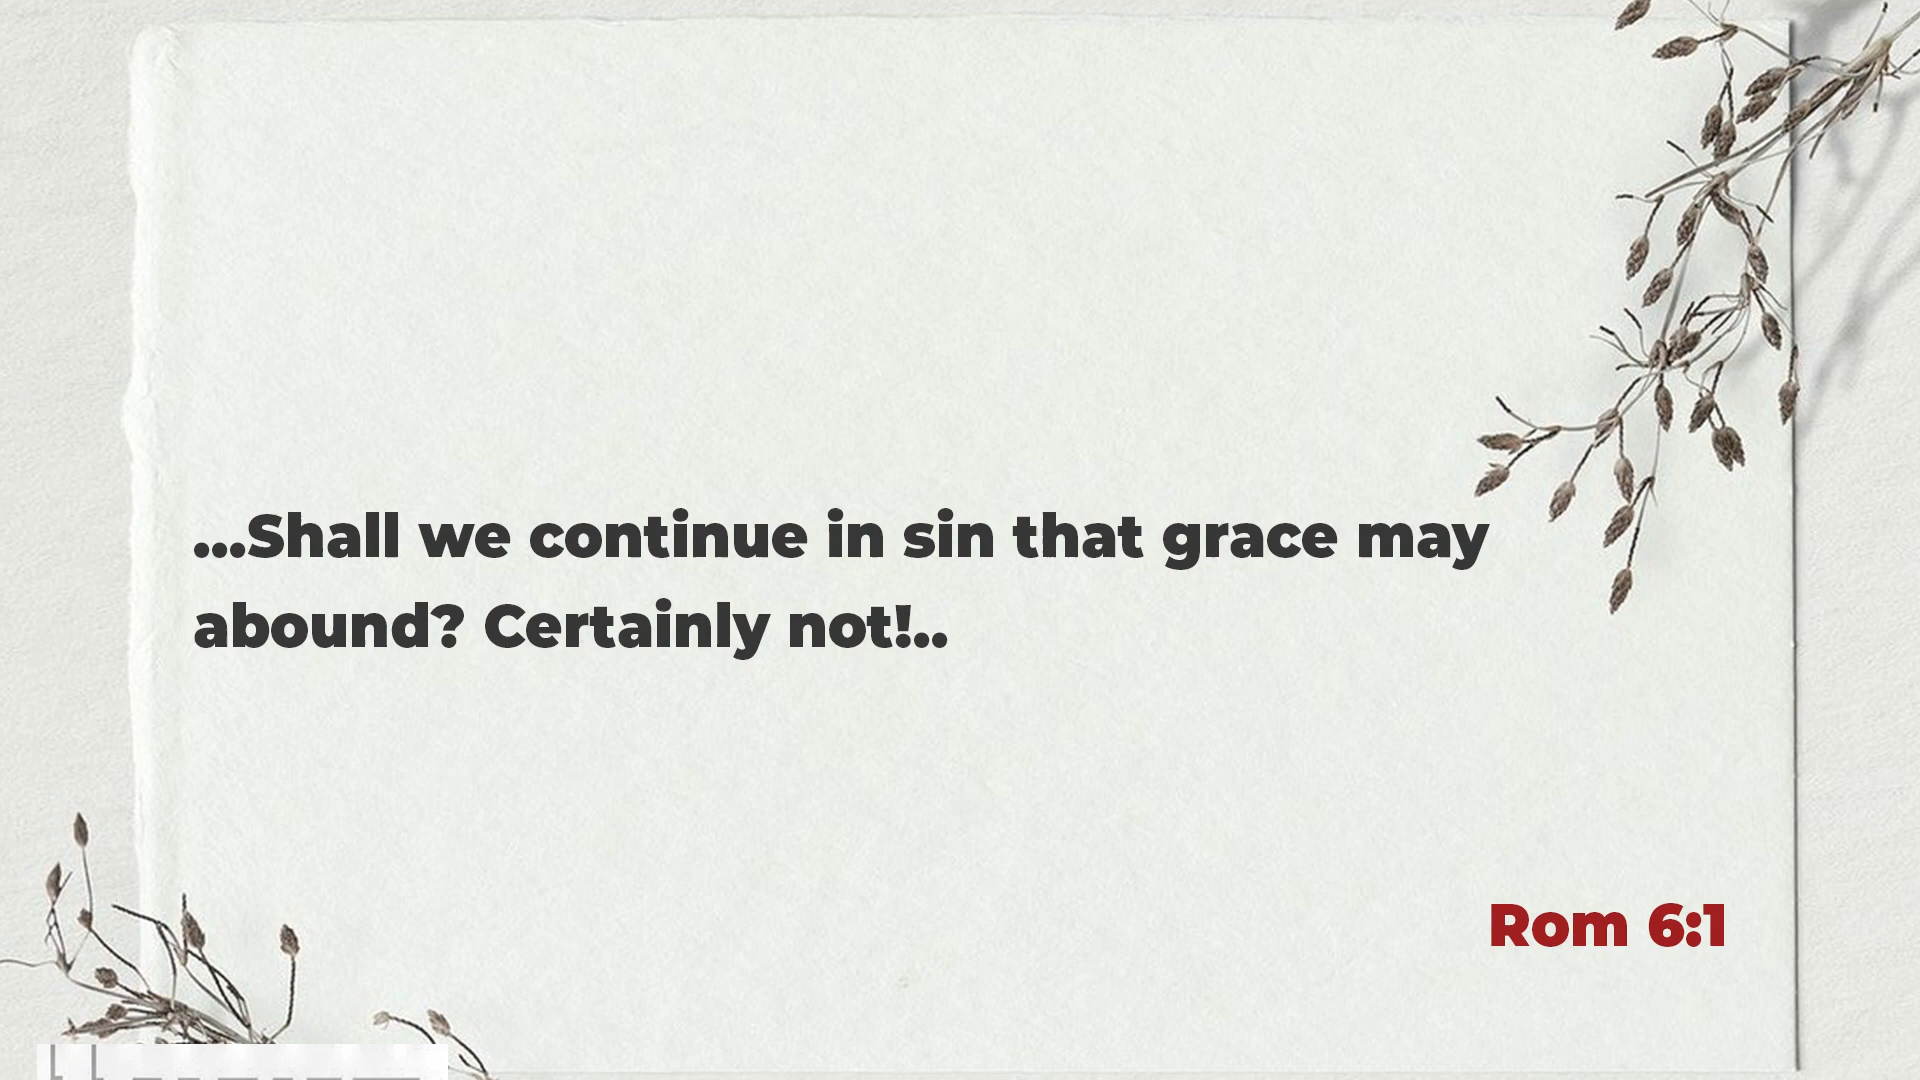 ...Shall we continue in sin that grace may
abound? Certainly not!..
Rom 6:1